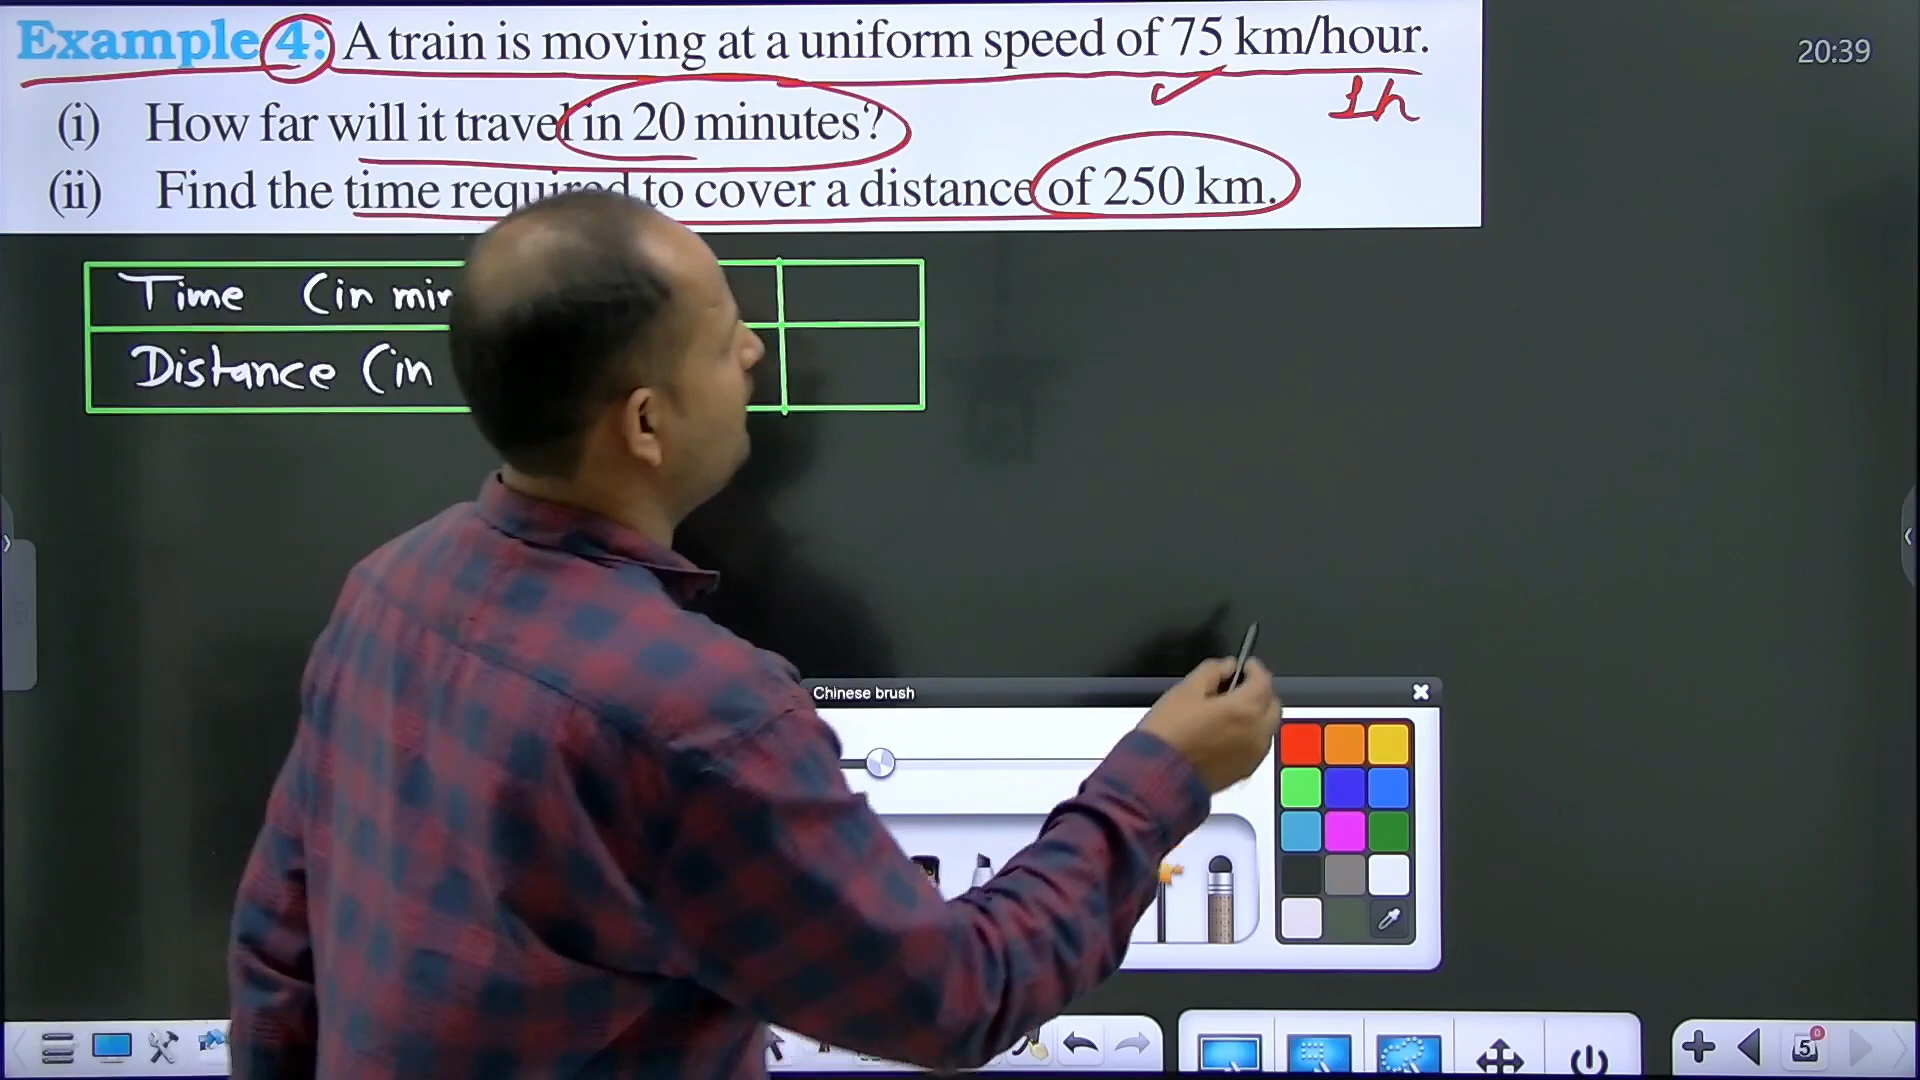 Example 4: A train is moving at a uniform speed of 75 km/hour.
1h
(i) How far will it travel in 20 minutes?
(ii) Find the time required to cover a distance of 250 km.
20:39
Time (in
Distance (in
Chinese brush
5
0